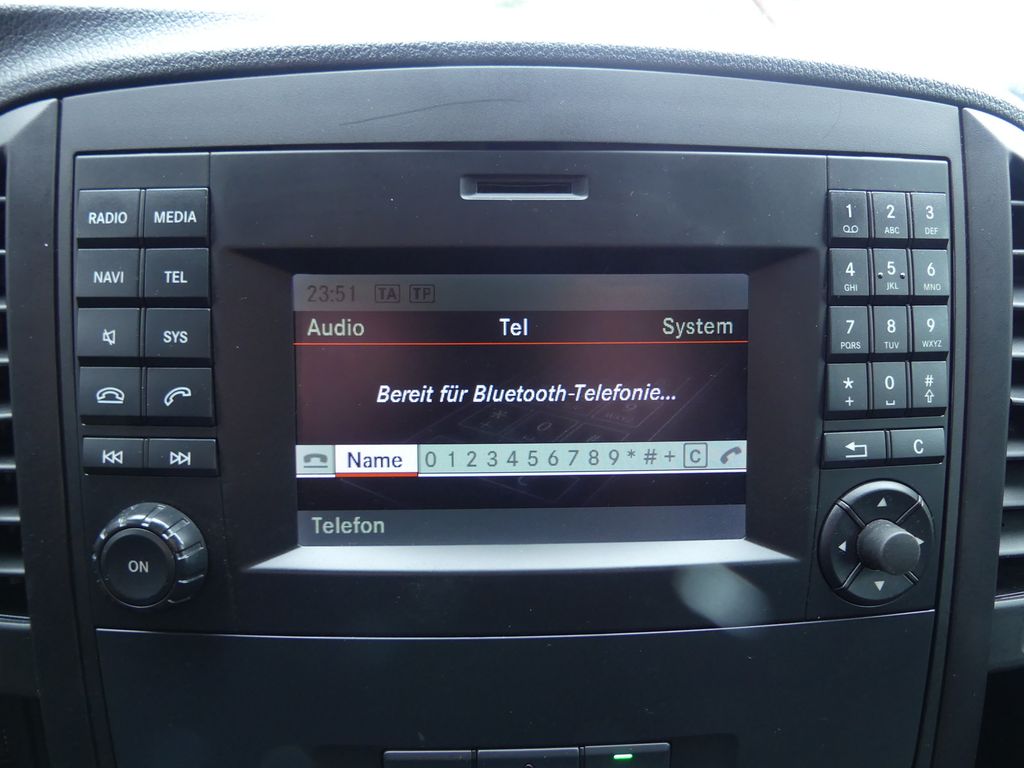 RADIO MEDIA
NAVI TEL
SYS
ON
23:51 TA TP
Audio Tel System
Bereit für Bluetooth-Telefonie...
Name 0 1 2 3 4 5 6 7 8 9 * # + C
Telefon
1 2 3
ABC DEF
4 5 6
GHI JKL MNO
7 8 9
PQRS TUV WXYZ
* 0 #
+
C